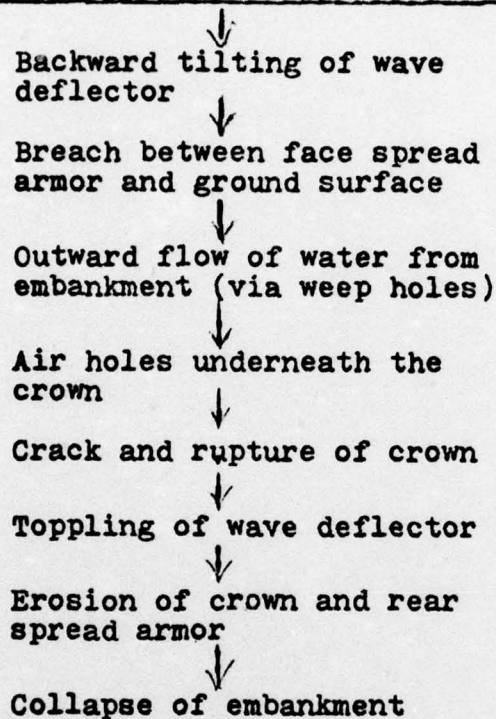 Backward tilting of wave
deflector
Breach between face spread
armor and ground surface
Outward flow of water from
embankment (via weep holes)
Air holes underneath the
crown
Crack and rupture of crown
Toppling of wave deflector
Erosion of crown and rear
spread armor
Collapse of embankment